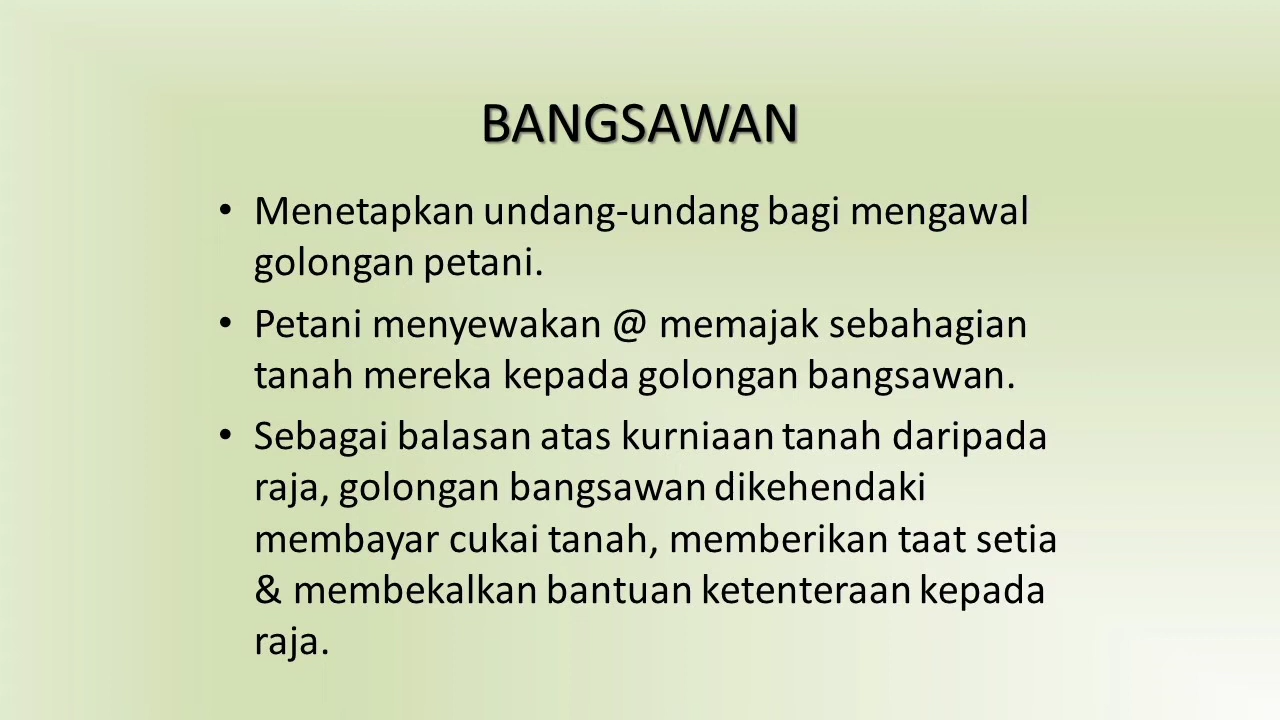 BANGSAWAN
• Menetapkan undang-undang bagi mengawal
golongan petani.
• Petani menyewakan @ memajak sebahagian
tanah mereka kepada golongan bangsawan.
• Sebagai balasan atas kurniaan tanah daripada
raja, golongan bangsawan dikehendaki
membayar cukai tanah, memberikan taat setia
& membekalkan bantuan ketenteraan kepada
raja.